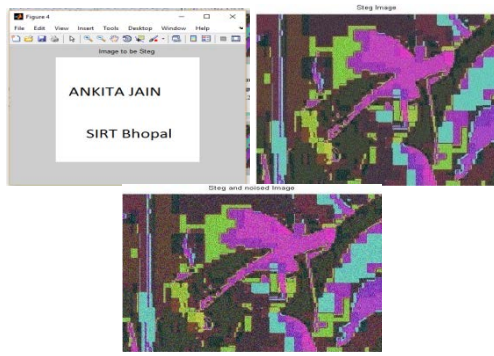 Figure 4
File Edit View Insert Tools Desktop Window Help
Image to be Steg
ANKITA JAIN
SIRT Bhopal
Steg Image
Steg and noised Image